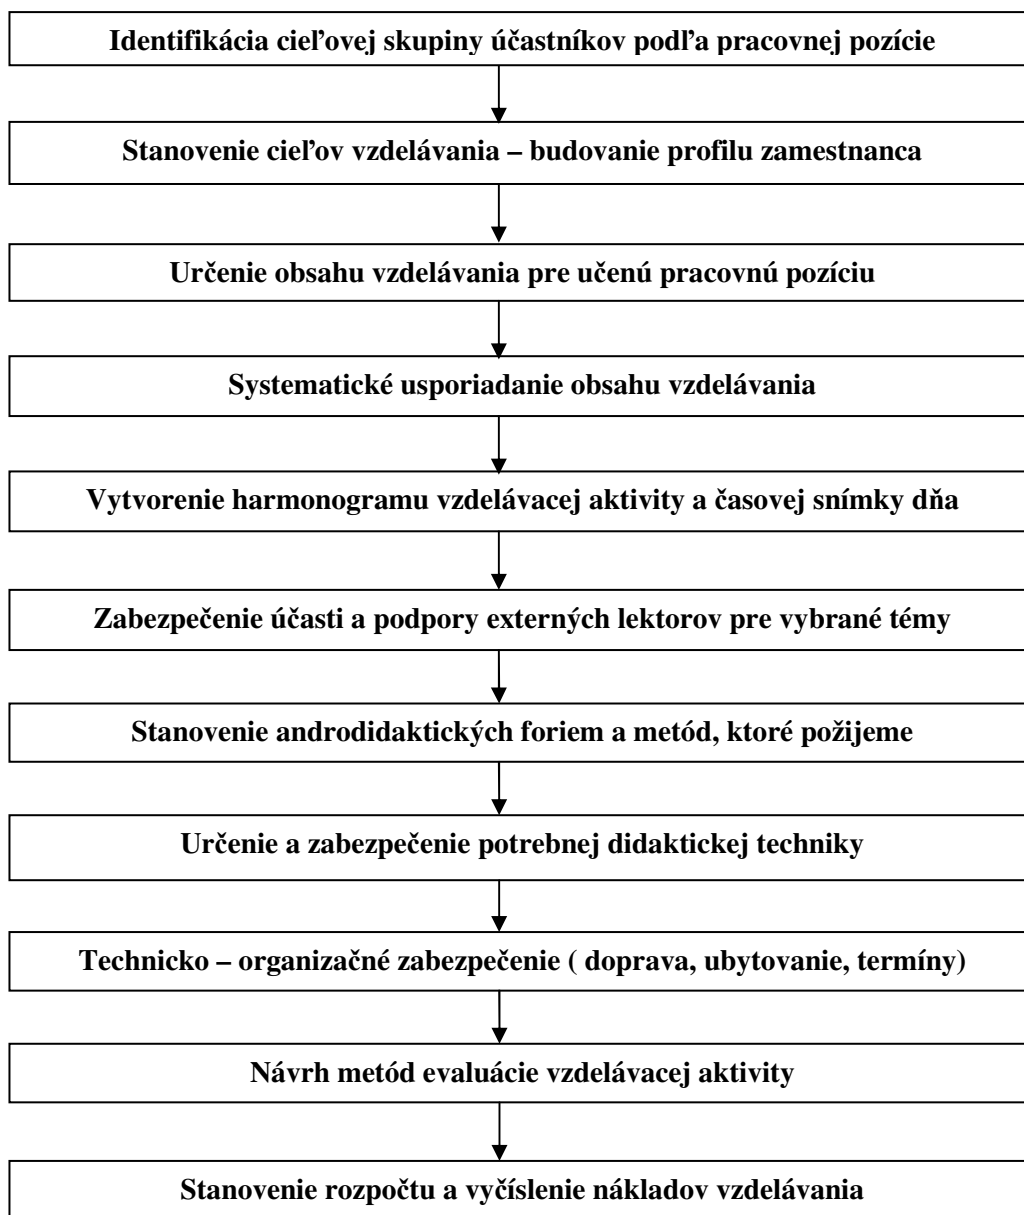 Identifikácia cieľovej skupiny účastníkov podľa pracovnej pozície
Stanovenie cieľov vzdelávania – budovanie profilu zamestnanca
Určenie obsahu vzdelávania pre učenú pracovnú pozíciu
Systematické usporiadanie obsahu vzdelávania
Vytvorenie harmonogramu vzdelávacej aktivity a časovej snímky dňa
Zabezpečenie účasti a podpory externých lektorov pre vybrané témy
Stanovenie androdidaktických foriem a metód, ktoré požijeme
Určenie a zabezpečenie potrebnej didaktickej techniky
Technicko – organizačné zabezpečenie ( doprava, ubytovanie, termíny)
Návrh metód evaluácie vzdelávacej aktivity
Stanovenie rozpočtu a vyčíslenie nákladov vzdelávania